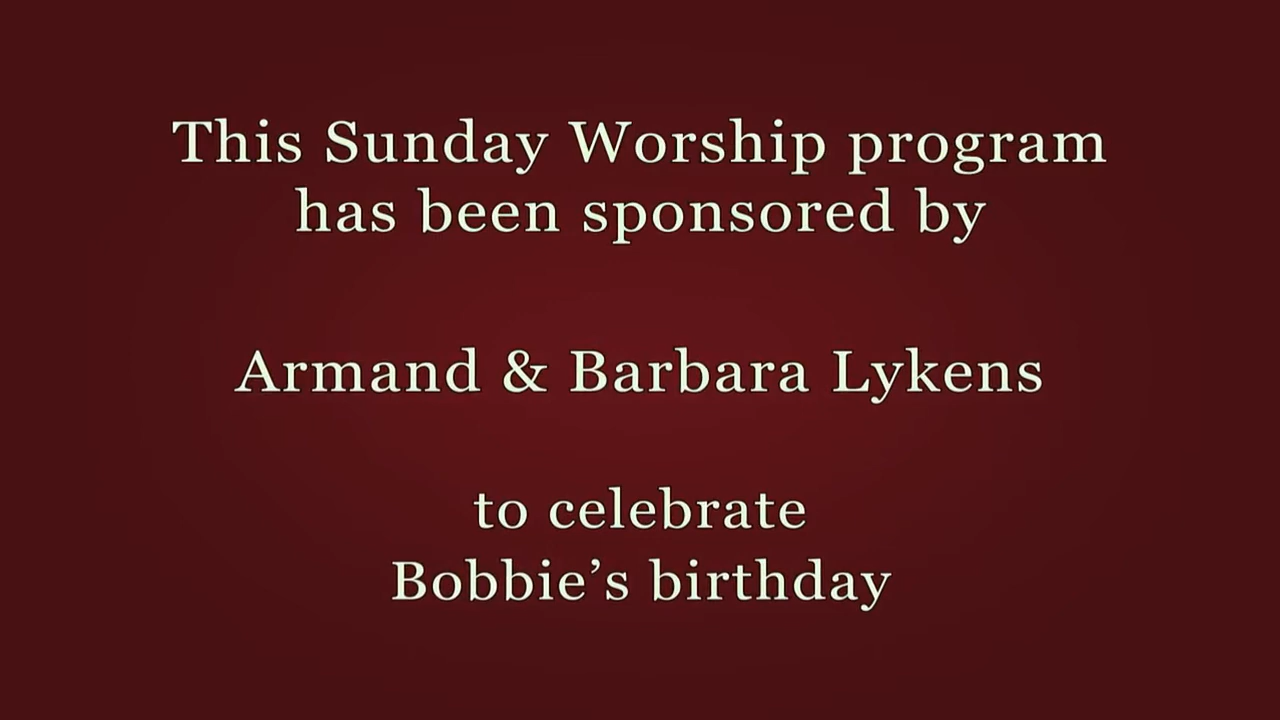 This Sunday Worship program
has been sponsored by
Armand & Barbara Lykens
to celebrate
Bobbie’s birthday